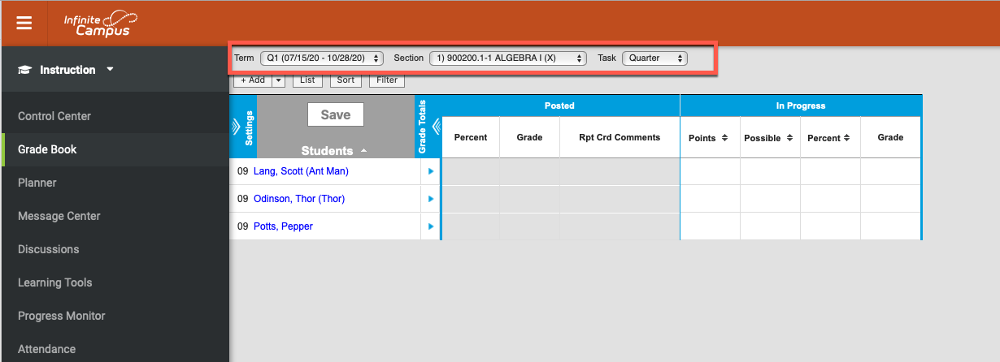 Infinite
Campus
Term Q1 (07/15/20 - 10/28/20) Section 1) 900200.1-1 ALGEBRA I (X) Task Quarter
Instruction
+ Add List Sort Filter
Settings
Save
Students
Grade Totals
Posted In Progress
Percent Grade Rpt Crd Comments Points Possible Percent Grade
09 Lang, Scott (Ant Man)
09 Odinson, Thor (Thor)
09 Potts, Pepper
Control Center
Grade Book
Planner
Message Center
Discussions
Learning Tools
Progress Monitor
Attendance